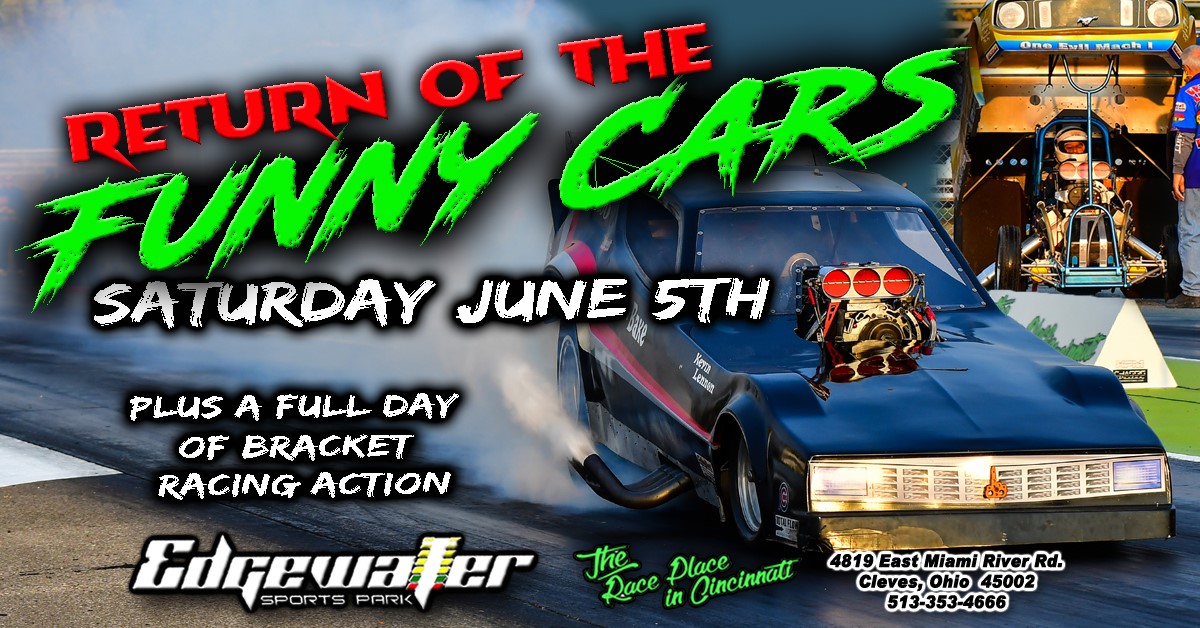 RETURN OF THE
FUNNY CARS
SATURDAY JUNE 5TH
PLUS A FULL DAY
OF BRACKET
RACING ACTION
Edgewater
SPORTS PARK
The
Race Place
in Cincinnati
4819 East Miami River Rd.
Cleves, Ohio 45002
513-353-4666
One Evil Mach I
Bake
Kevin
Lennon